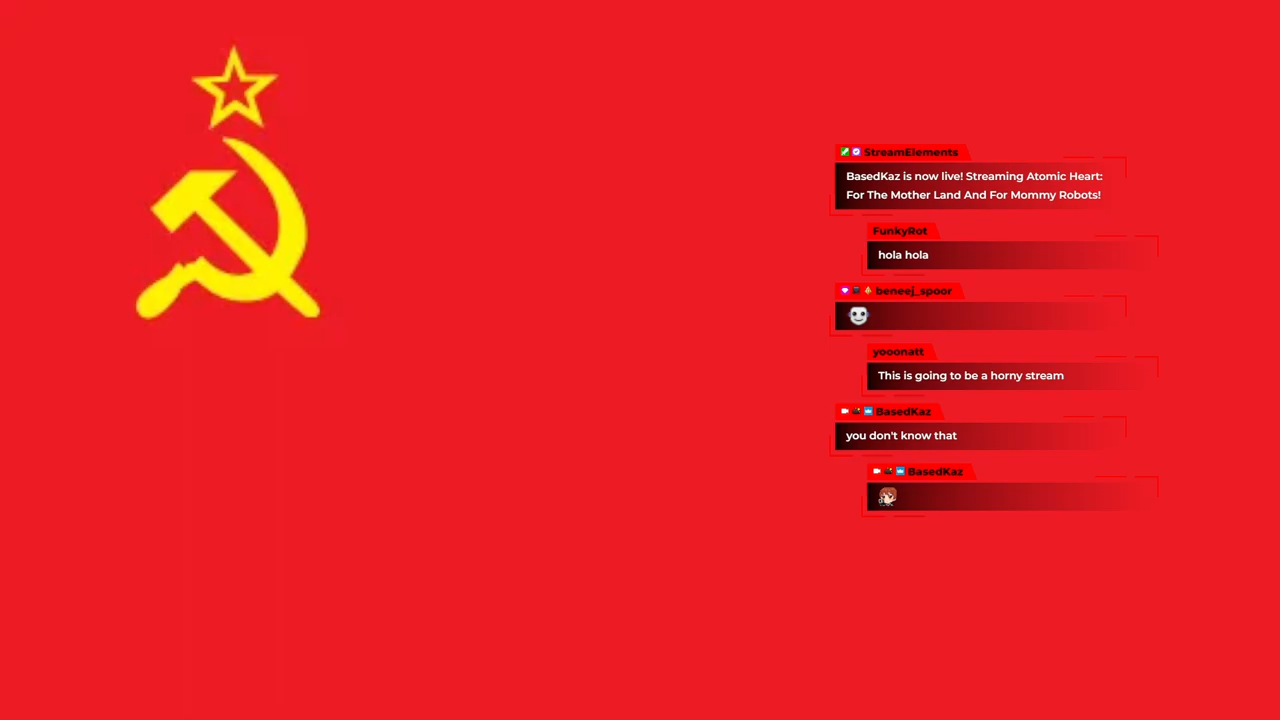 StreamElements
BasedKaz is now live! Streaming Atomic Heart:
For The Mother Land And For Mommy Robots!
FunkyRot
hola hola
beneej_spoor
yooonatt
This is going to be a horny stream
BasedKaz
you don't know that
BasedKaz